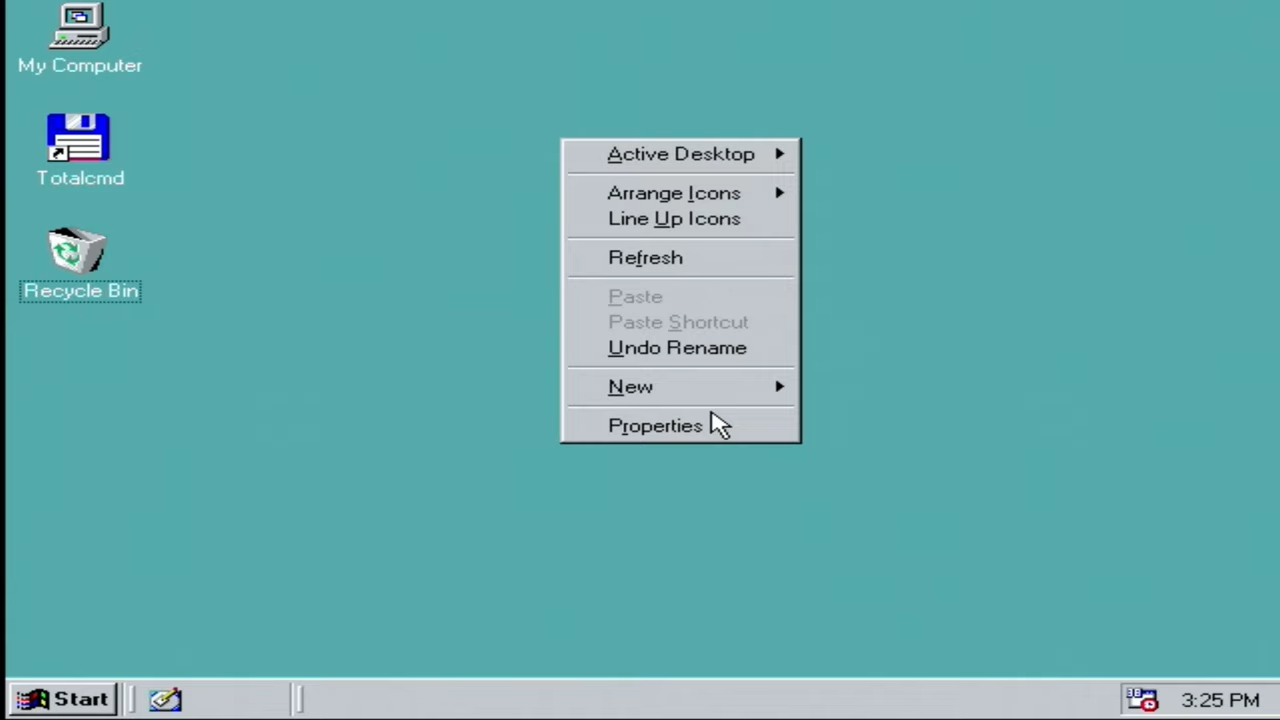 My Computer
Totalcmd
Recycle Bin
Active Desktop
Arrange Icons
Line Up Icons
Refresh
Paste
Paste Shortcut
Undo Rename
New
Properties
Start
3:25 PM